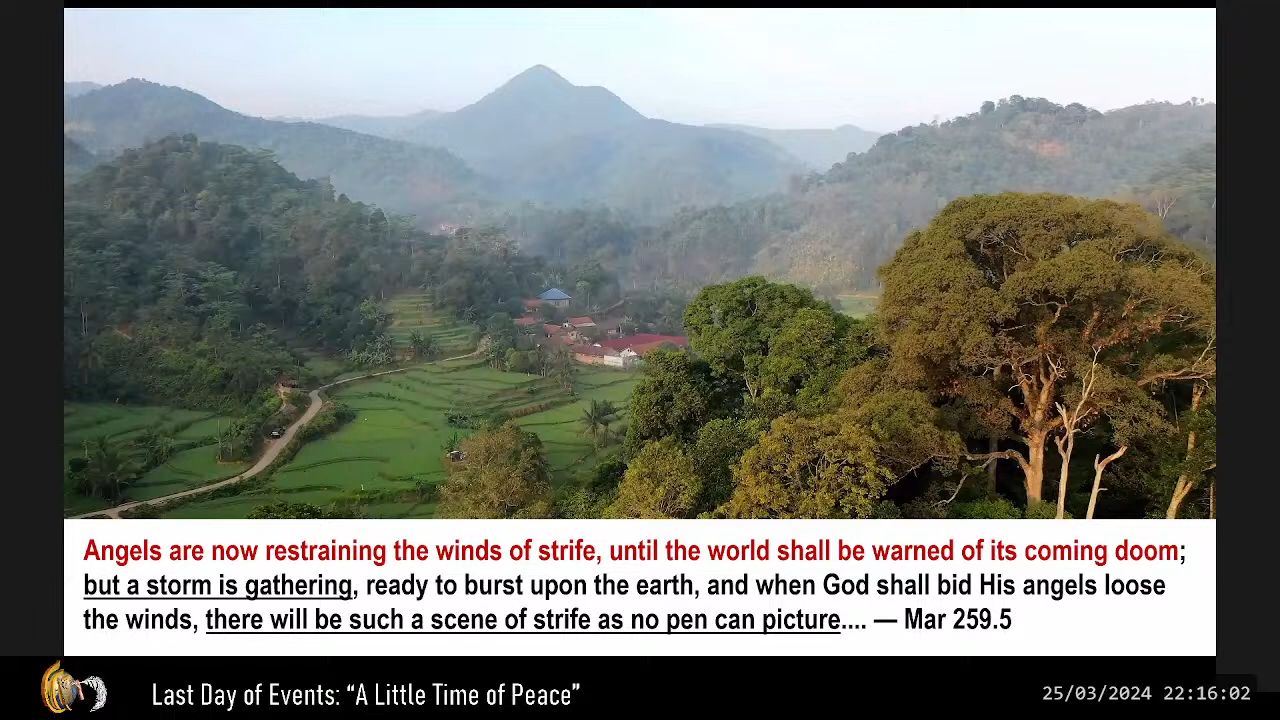 Angels are now restraining the winds of strife, until the world shall be warned of its coming doom;
but a storm is gathering, ready to burst upon the earth, and when God shall bid His angels loose
the winds, there will be such a scene of strife as no pen can picture.... — Mar 259.5
Last Day of Events: “A Little Time of Peace”
25/03/2024 22:16:02